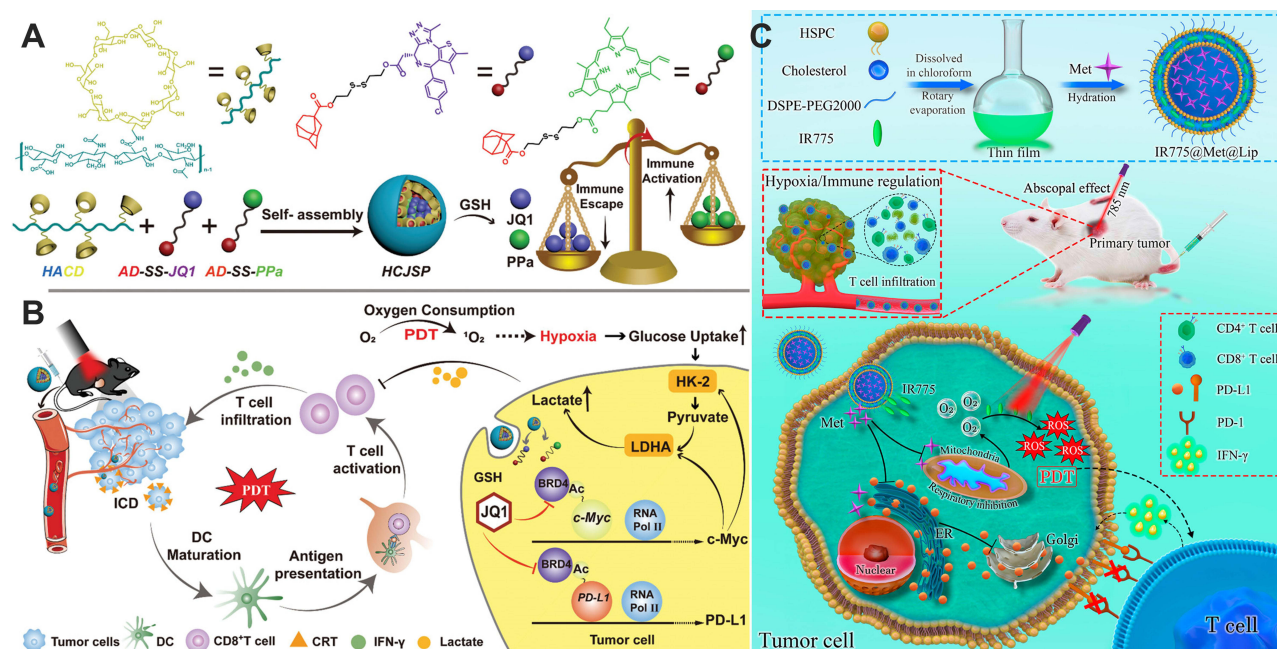 A
=
=
=
n-1
HACD
+
AD-SS-JQ1
+
AD-SS-PPa
Self- assembly
HCJSP
GSH
JQ1
PPa
Immune
Escape
Immune
Activation
B
Oxygen Consumption
O₂
PDT
¹O₂
Hypoxia
Glucose Uptake
HK-2
Pyruvate
LDHA
Lactate
T cell
infiltration
T cell
activation
PDT
ICD
DC
Maturation
Antigen
presentation
GSH
JQ1
BRD4
Ac
c-Myc
RNA
Pol II
c-Myc
BRD4
Ac
PD-L1
RNA
Pol II
PD-L1
Tumor cell
Tumor cells
DC
CD8⁺T cell
CRT
IFN-γ
Lactate
C
HSPC
Cholesterol
DSPE-PEG2000
IR775
Dissolved
in chloroform
Rotary
evaporation
Thin film
Met
Hydration
IR775@Met@Lip
Hypoxia/Immune regulation
T cell infiltration
Abscopal effect
785 nm
Primary tumor
CD4⁺ T cell
CD8⁺ T cell
PD-L1
PD-1
IFN-γ
IR775
Met
O₂
O₂
O₂
ROS
ROS
ROS
PDT
Mitochondria
Respiratory inhibition
ER
Golgi
Nuclear
Tumor cell
T cell